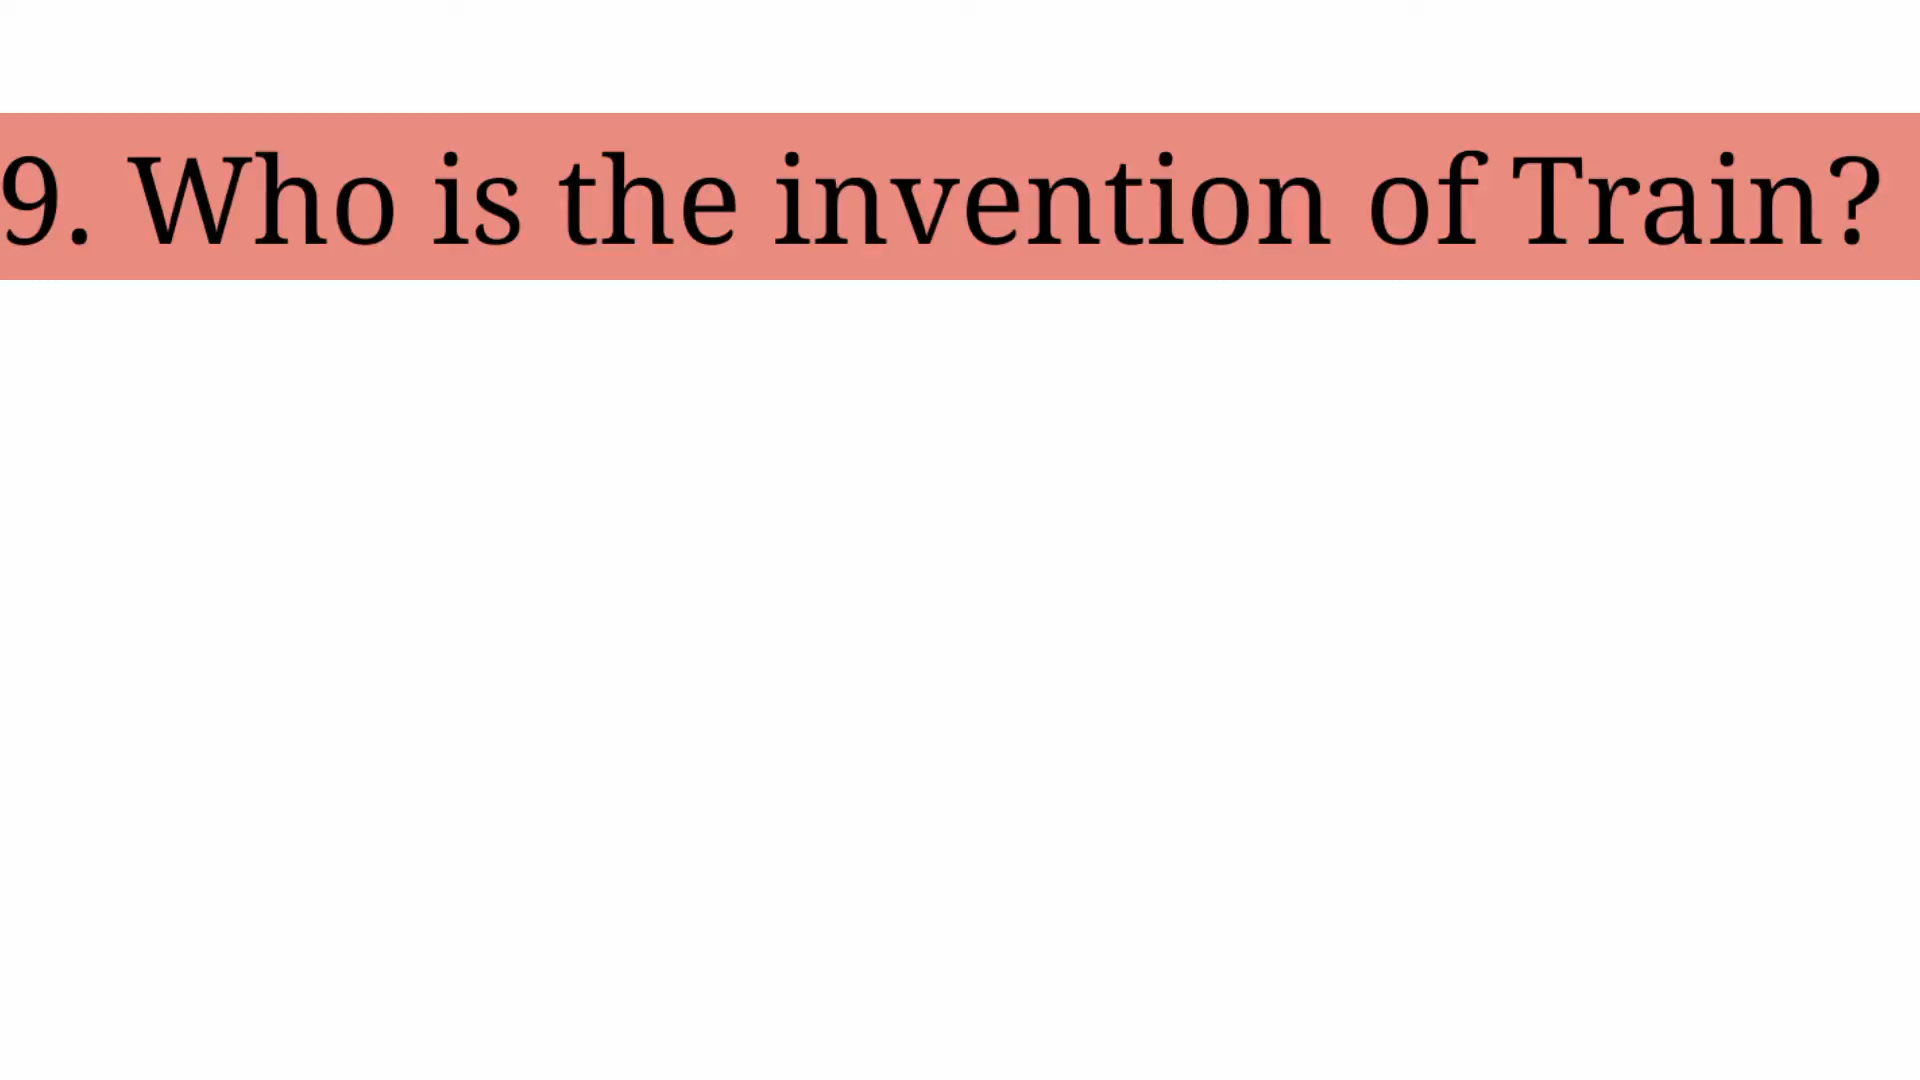 9. Who is the invention of Train?